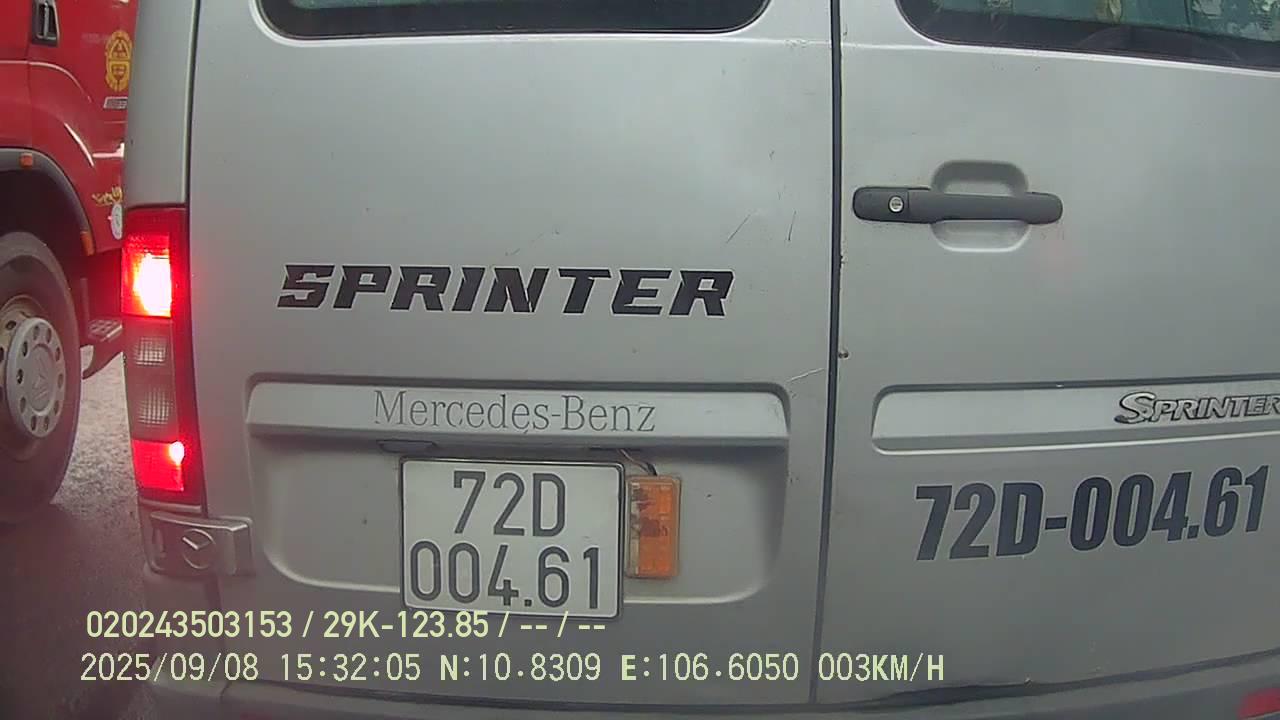 SPRINTER
Mercedes-Benz
SPRINTER
72D
004.61
72D-004.61
020243503153 / 29K-123.85 / -- / --
2025/09/08 15:32:05 N:10.8309 E:106.6050 003KM/H